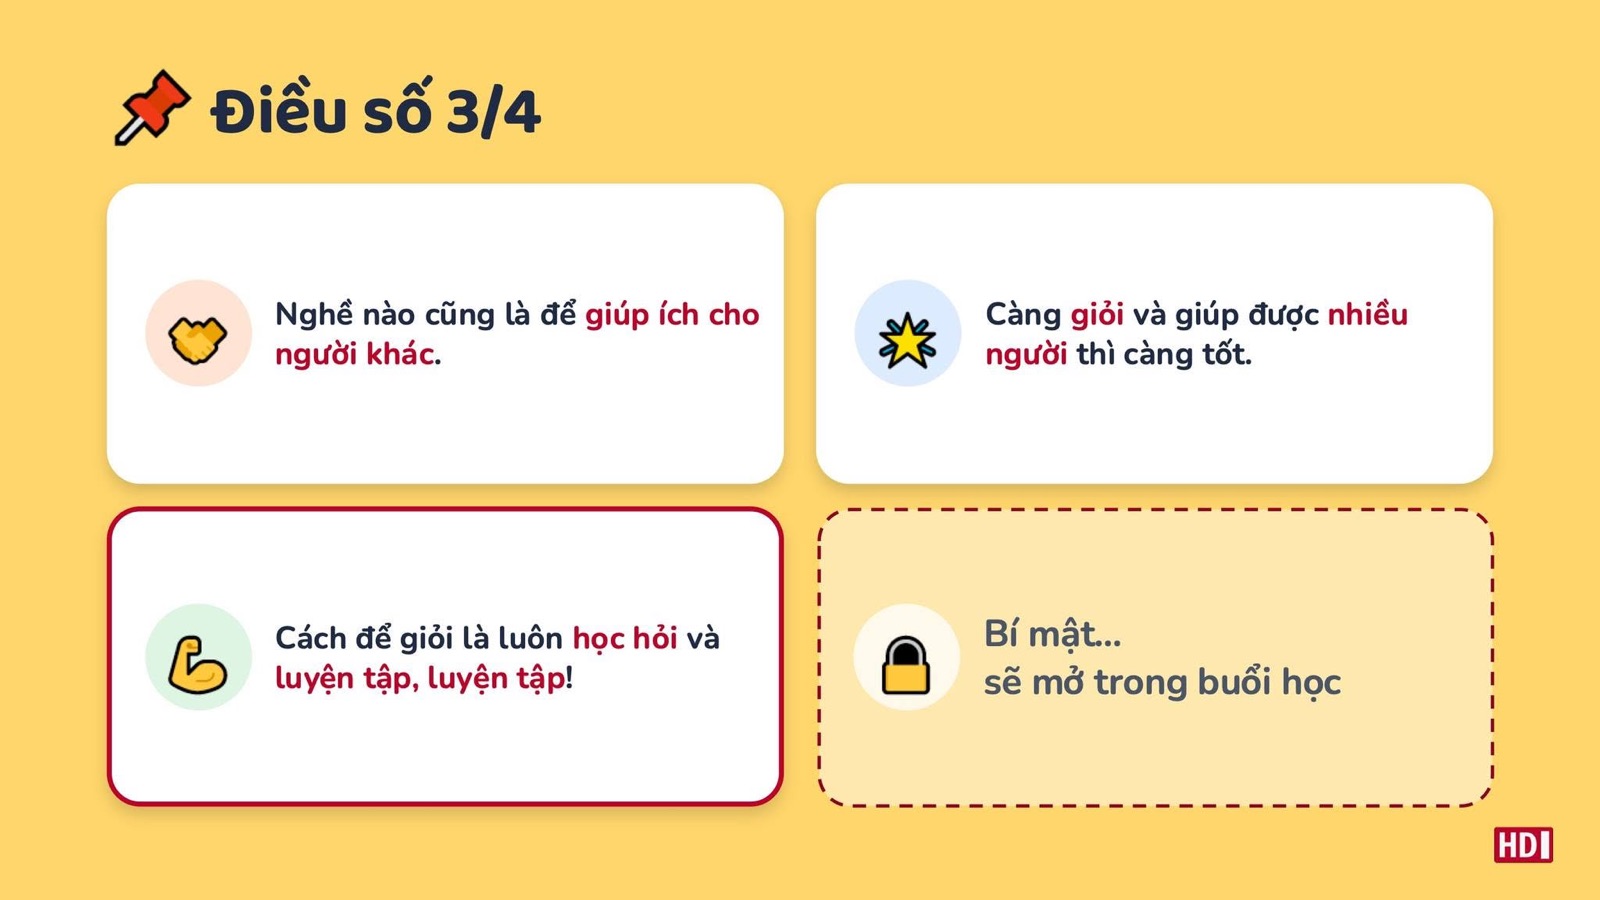 Điều số 3/4
Nghề nào cũng là để giúp ích cho
người khác.
Càng giỏi và giúp được nhiều
người thì càng tốt.
Cách để giỏi là luôn học hỏi và
luyện tập, luyện tập!
Bí mật...
sẽ mở trong buổi học
HDI